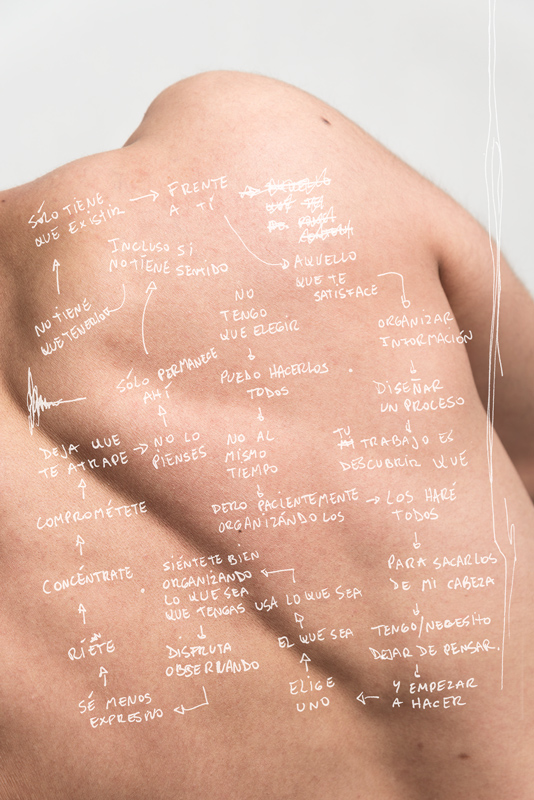 NO
TENGO
QUE ELEGIR
PUEDO HACERLOS
TODOS
NO AL
MISMO
TIEMPO
PERO PACIENTEMENTE
ORGANIZÁNDOLOS
LOS HARÉ
TODOS
PARA SACARLOS
DE MI CABEZA
TENGO/NECESITO
DEJAR DE PENSAR.
Y EMPEZAR
A HACER
ELIGE
UNO
EL QUE SEA
USA LO QUE SEA
SIÉNTETE BIEN
ORGANIZANDO
LO QUE SEA
QUE TENGAS
DISFRUTA
OBSERVANDO
SÉ MENOS
EXPRESIVO
RÍETE
CONCÉNTRATE
COMPROMÉTETE
DEJA QUE
TE ATRAPE
NO LO
PIENSES
SÓLO PERMANECE
AHÍ
INCLUSO SI
NO TIENE SENTIDO
NO TIENE
QUE TENERLO
SÓLO TIENE
QUE EXISTIR
FRENTE
A TI
AQUELLO
QUE TE
SATISFACE
ORGANIZAR
INFORMACIÓN
DISEÑAR
UN PROCESO
TU
TRABAJO ES
DESCUBRIR QUÉ